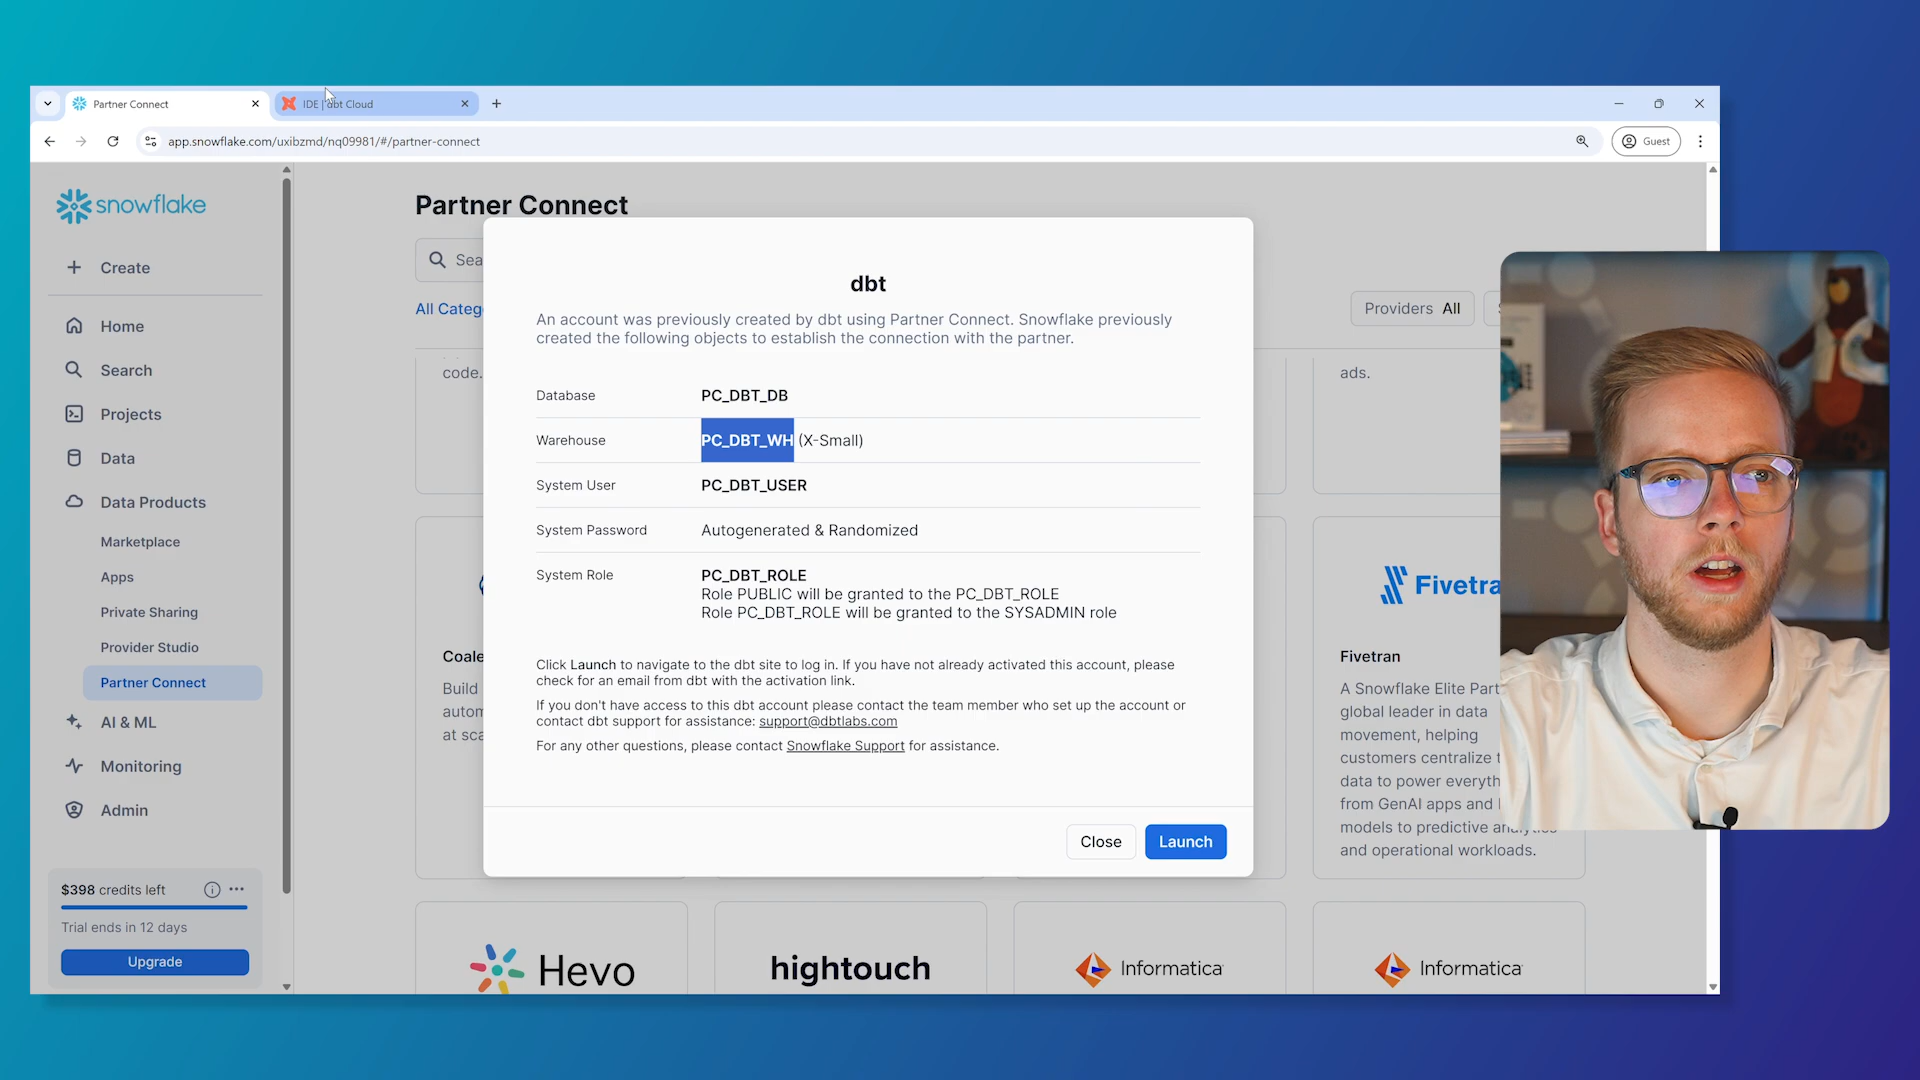 Partner Connect
IDE | dbt Cloud
app.snowflake.com/uxibzmd/nq09981/#/partner-connect
Guest
snowflake
Create
Home
Search
Projects
Data
Data Products
Marketplace
Apps
Private Sharing
Provider Studio
Partner Connect
AI & ML
Monitoring
Admin
$398 credits left
Trial ends in 12 days
Upgrade
Partner Connect
Sea
All Categ
Providers All
code.
ads.
dbt
An account was previously created by dbt using Partner Connect. Snowflake previously
created the following objects to establish the connection with the partner.
Database PC_DBT_DB
Warehouse PC_DBT_WH (X-Small)
System User PC_DBT_USER
System Password Autogenerated & Randomized
System Role PC_DBT_ROLE
Role PUBLIC will be granted to the PC_DBT_ROLE
Role PC_DBT_ROLE will be granted to the SYSADMIN role
Click Launch to navigate to the dbt site to log in. If you have not already activated this account, please
check for an email from dbt with the activation link.
If you don't have access to this dbt account please contact the team member who set up the account or
contact dbt support for assistance: support@dbtlabs.com
For any other questions, please contact Snowflake Support for assistance.
Close
Launch
Coale
Build
autom
at sca
Fivetra
Fivetran
A Snowflake Elite Part
global leader in data
movement, helping
customers centralize t
data to power everyth
from GenAI apps and
models to predictive analytics
and operational workloads.
Hevo
hightouch
Informatica
Informatica